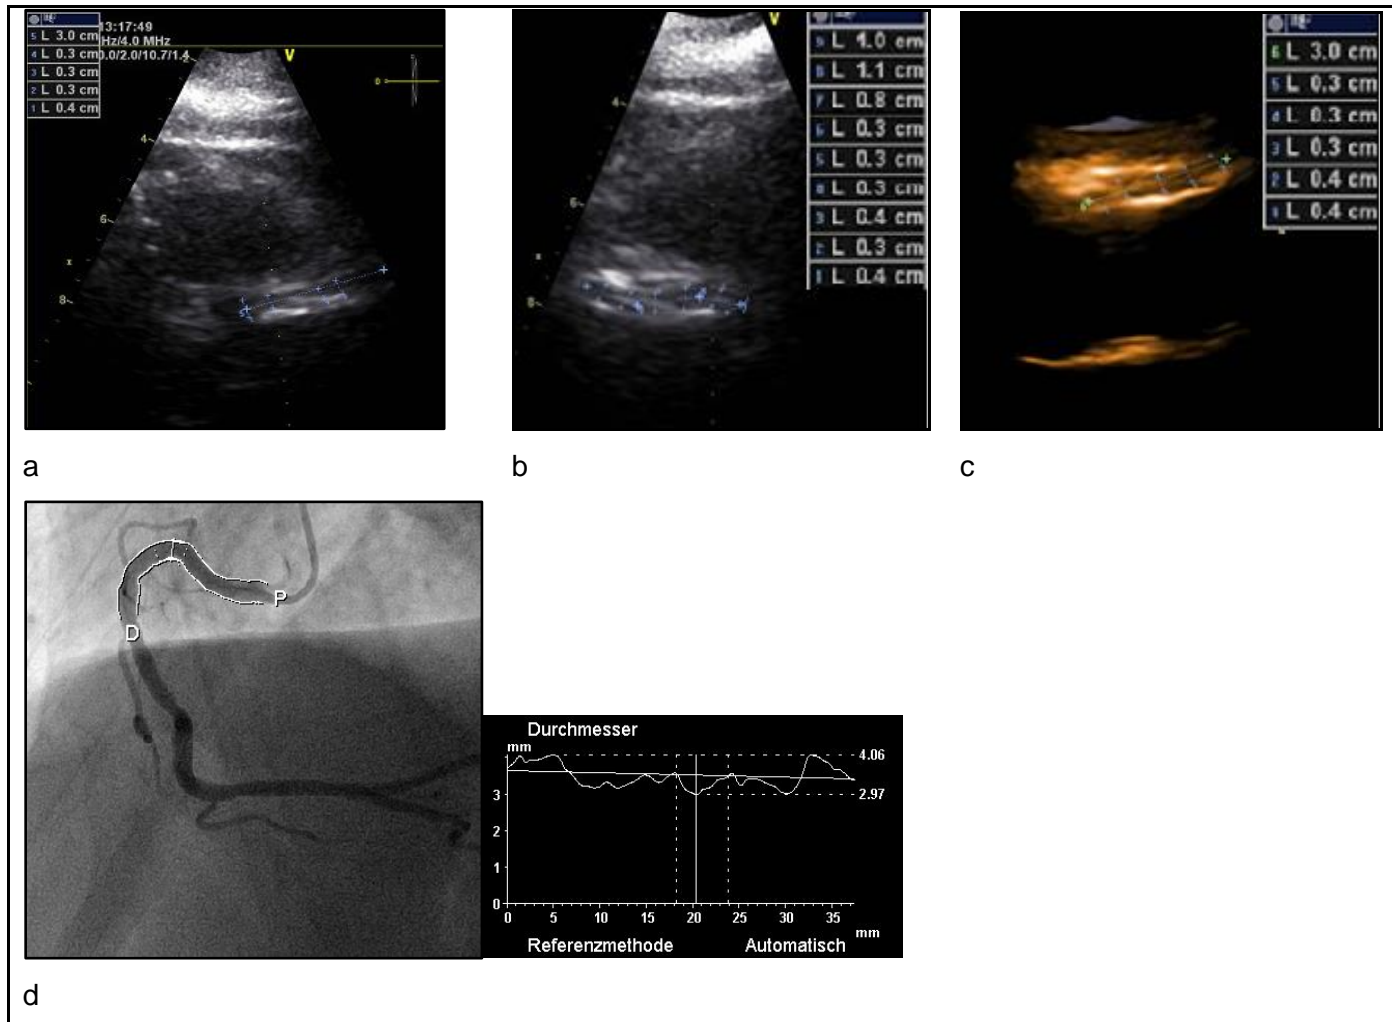 13:17:49
Hz/4.0 MHz
0.0/2.0/10.7/1.4
5 L 3.0 cm
4 L 0.3 cm
3 L 0.3 cm
2 L 0.3 cm
1 L 0.4 cm
V
4
6
8
9 L 1.0 cm
8 L 1.1 cm
7 L 0.8 cm
6 L 0.3 cm
5 L 0.3 cm
4 L 0.3 cm
3 L 0.4 cm
2 L 0.3 cm
1 L 0.4 cm
V
4
6
8
6 L 3.0 cm
5 L 0.3 cm
4 L 0.3 cm
3 L 0.3 cm
2 L 0.4 cm
1 L 0.4 cm
a
b
c
P
D
Durchmesser
mm
4.06
2.97
3
2
1
0
0 5 10 15 20 25 30 35
mm
Referenzmethode Automatisch
d